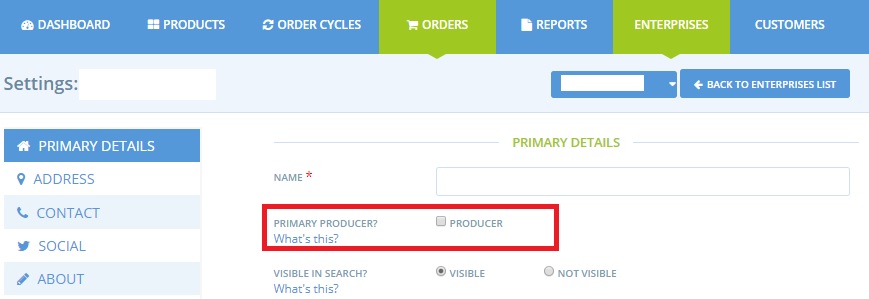 DASHBOARD PRODUCTS ORDER CYCLES ORDERS REPORTS ENTERPRISES CUSTOMERS
Settings: BACK TO ENTERPRISES LIST
PRIMARY DETAILS
ADDRESS
CONTACT
SOCIAL
ABOUT
PRIMARY DETAILS
NAME *
PRIMARY PRODUCER? PRODUCER
What's this?
VISIBLE IN SEARCH? VISIBLE NOT VISIBLE
What's this?